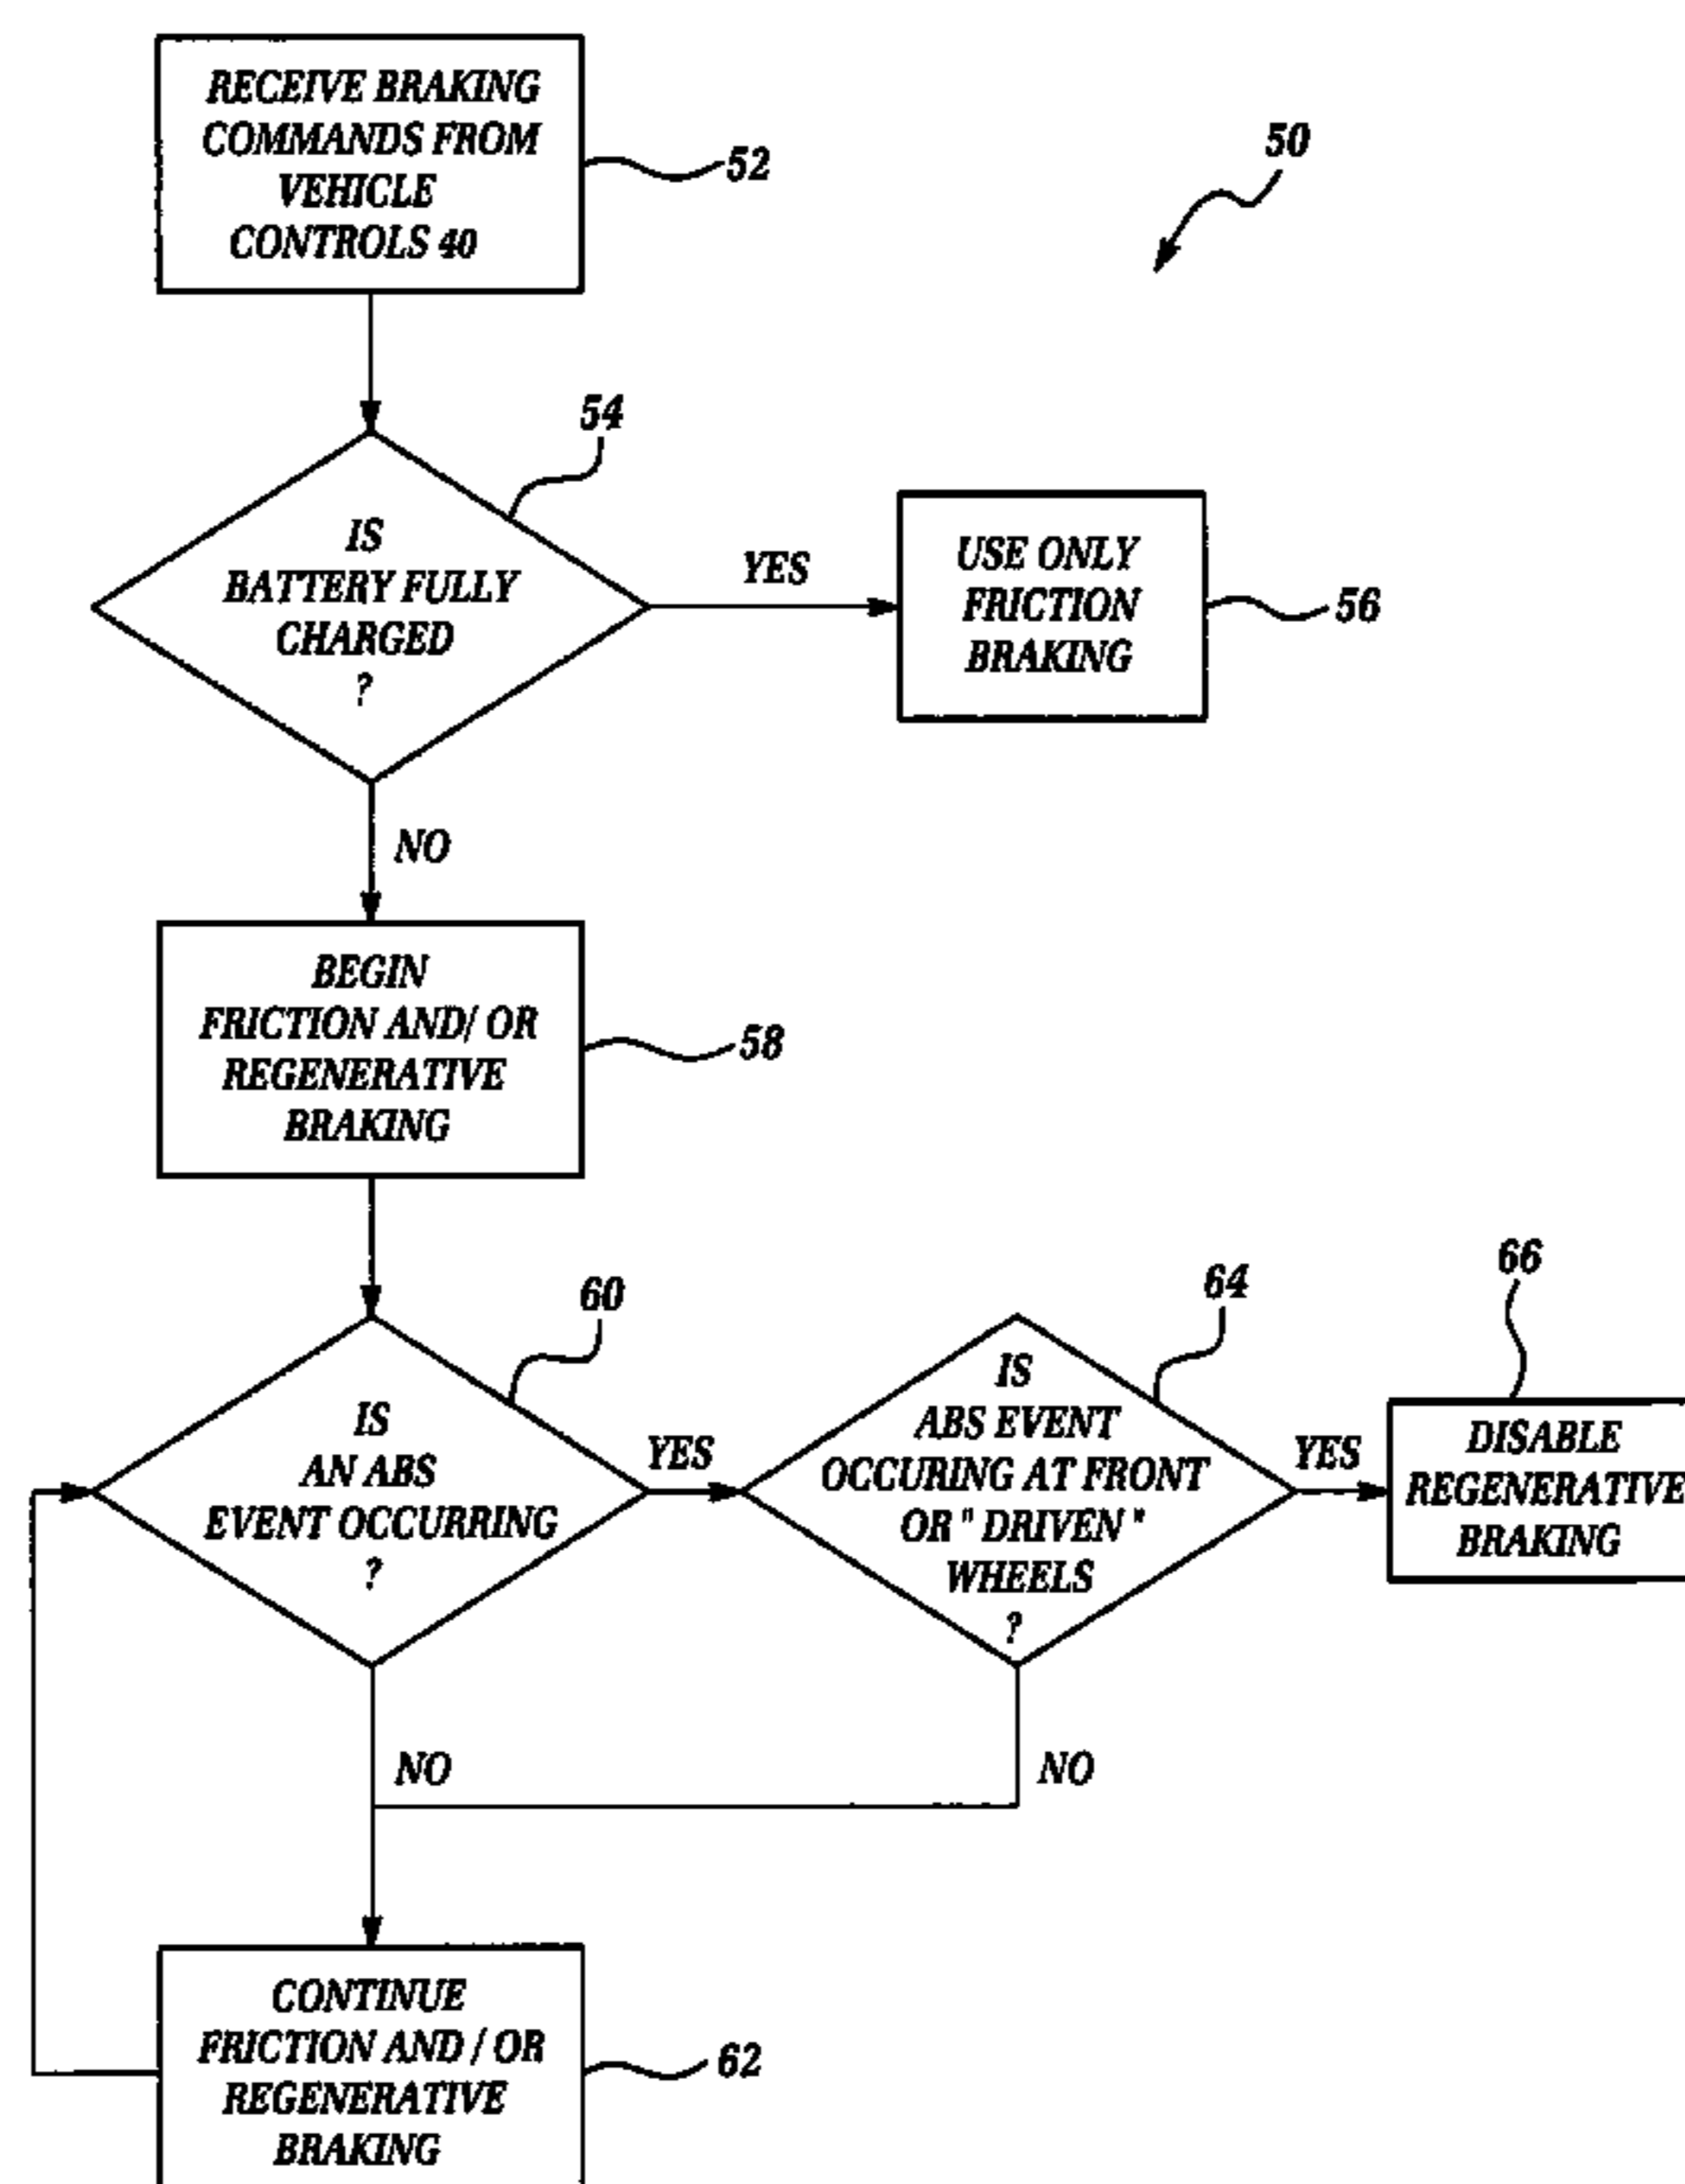 RECEIVE BRAKING
COMMANDS FROM
VEHICLE
CONTROLS 40
52
50
54
IS
BATTERY FULLY
CHARGED
?
YES
USE ONLY
FRICTION
BRAKING
56
NO
BEGIN
FRICTION AND/ OR
REGENERATIVE
BRAKING
58
60
IS
AN ABS
EVENT OCCURRING
?
YES
64
IS
ABS EVENT
OCCURING AT FRONT
OR " DRIVEN "
WHEELS
?
YES
66
DISABLE
REGENERATIVE
BRAKING
NO
NO
CONTINUE
FRICTION AND / OR
REGENERATIVE
BRAKING
62